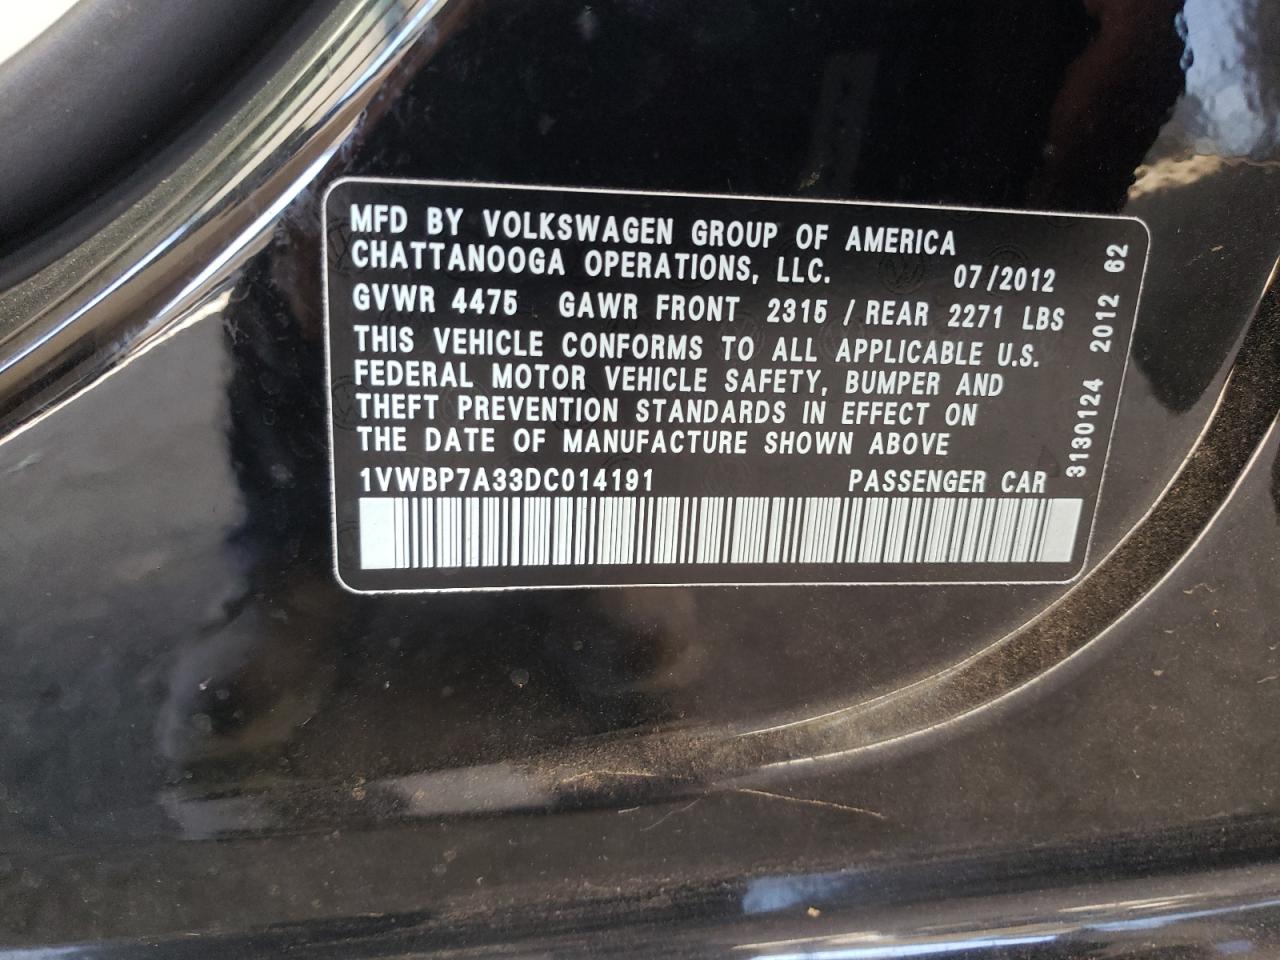 MFD BY VOLKSWAGEN GROUP OF AMERICA
CHATTANOOGA OPERATIONS, LLC. 07/2012
GVWR 4475 GAWR FRONT 2315 / REAR 2271 LBS
THIS VEHICLE CONFORMS TO ALL APPLICABLE U.S.
FEDERAL MOTOR VEHICLE SAFETY, BUMPER AND
THEFT PREVENTION STANDARDS IN EFFECT ON
THE DATE OF MANUFACTURE SHOWN ABOVE
1VWBP7A33DC014191 PASSENGER CAR
3130124 2012 62